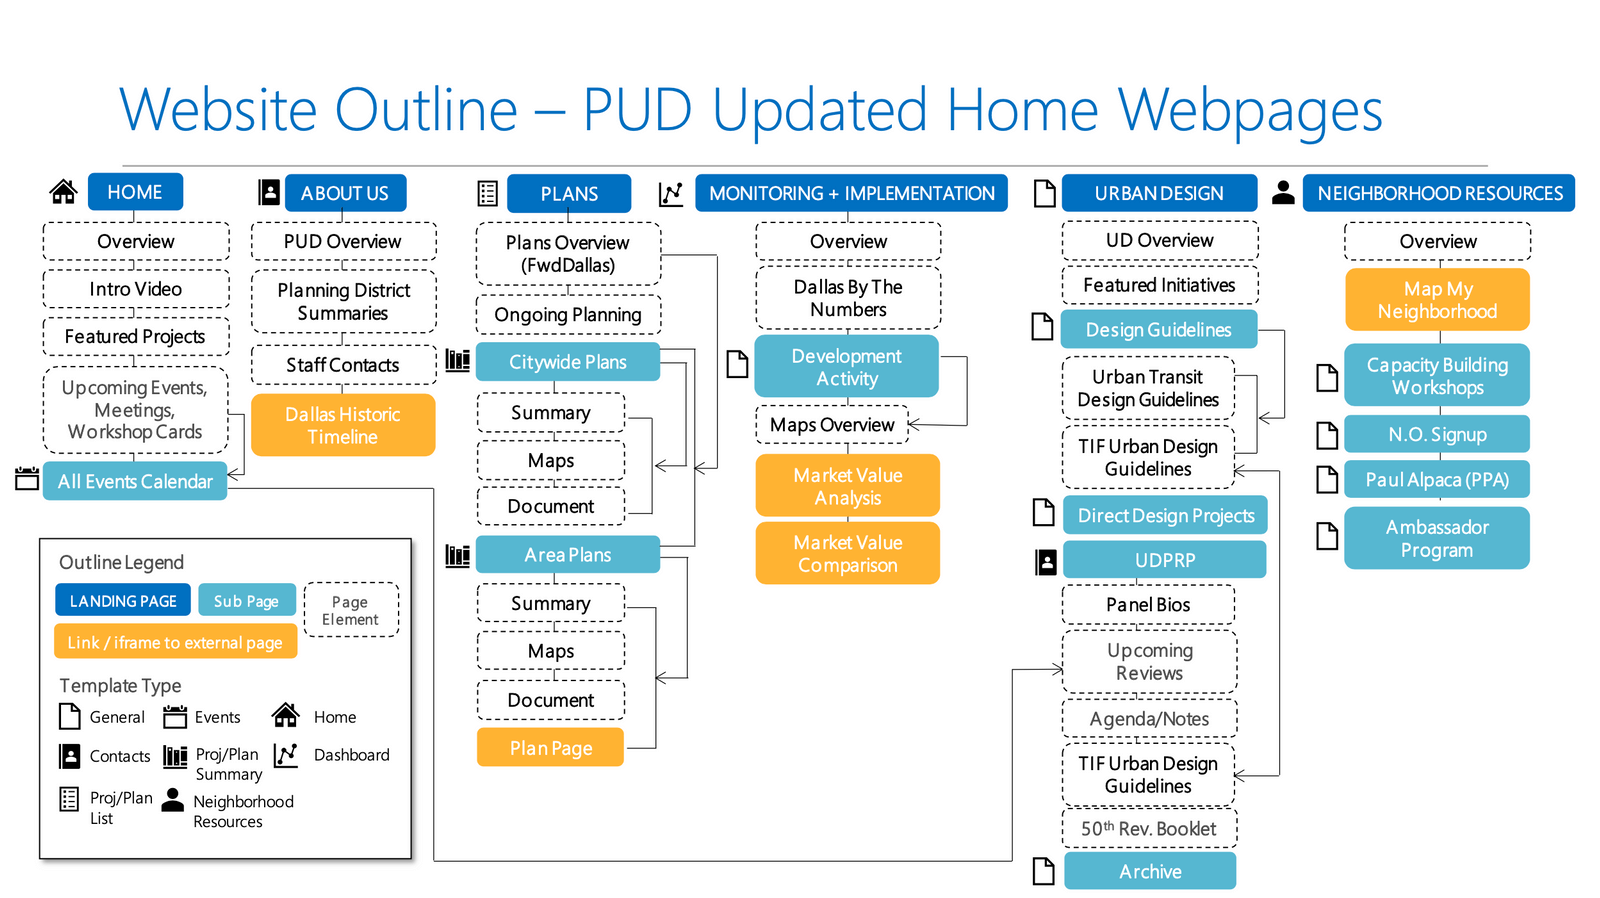 Website Outline – PUD Updated Home Webpages
HOME
Overview
Intro Video
Featured Projects
Upcoming Events,
Meetings,
Workshop Cards
All Events Calendar
ABOUT US
PUD Overview
Planning District
Summaries
Staff Contacts
Dallas Historic
Timeline
PLANS
Plans Overview
(FwdDallas)
Ongoing Planning
Citywide Plans
Summary
Maps
Document
Area Plans
Summary
Maps
Document
Plan Page
MONITORING + IMPLEMENTATION
Overview
Dallas By The
Numbers
Development
Activity
Maps Overview
Market Value
Analysis
Market Value
Comparison
URBAN DESIGN
UD Overview
Featured Initiatives
Design Guidelines
Urban Transit
Design Guidelines
TIF Urban Design
Guidelines
Direct Design Projects
UDPRP
Panel Bios
Upcoming
Reviews
Agenda/Notes
TIF Urban Design
Guidelines
50th Rev. Booklet
Archive
NEIGHBORHOOD RESOURCES
Overview
Map My
Neighborhood
Capacity Building
Workshops
N.O. Signup
Paul Alpaca (PPA)
Ambassador
Program
Outline Legend
LANDING PAGE
Sub Page
Page
Element
Link / iframe to external page
Template Type
General
Events
Home
Contacts
Proj/Plan
Summary
Dashboard
Proj/Plan
List
Neighborhood
Resources